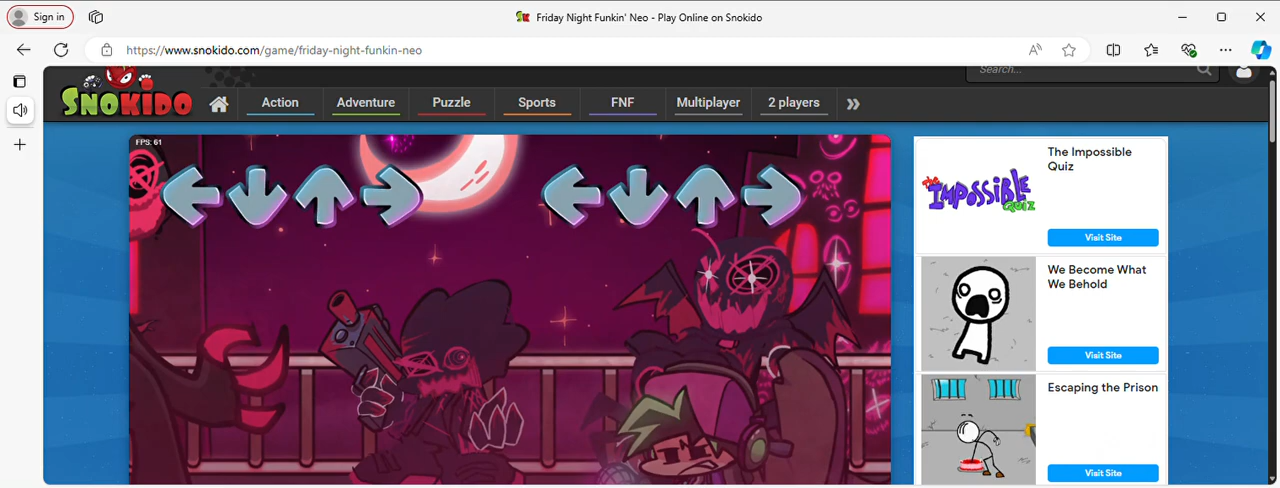 Sign in
Friday Night Funkin' Neo - Play Online on Snokido
https://www.snokido.com/game/friday-night-funkin-neo
SNOKIDO
Search...
Action
Adventure
Puzzle
Sports
FNF
Multiplayer
2 players
FPS: 61
The Impossible
Quiz
The
IMPOSSIBLE
QUIZ
Visit Site
We Become What
We Behold
Visit Site
Escaping the Prison
Visit Site